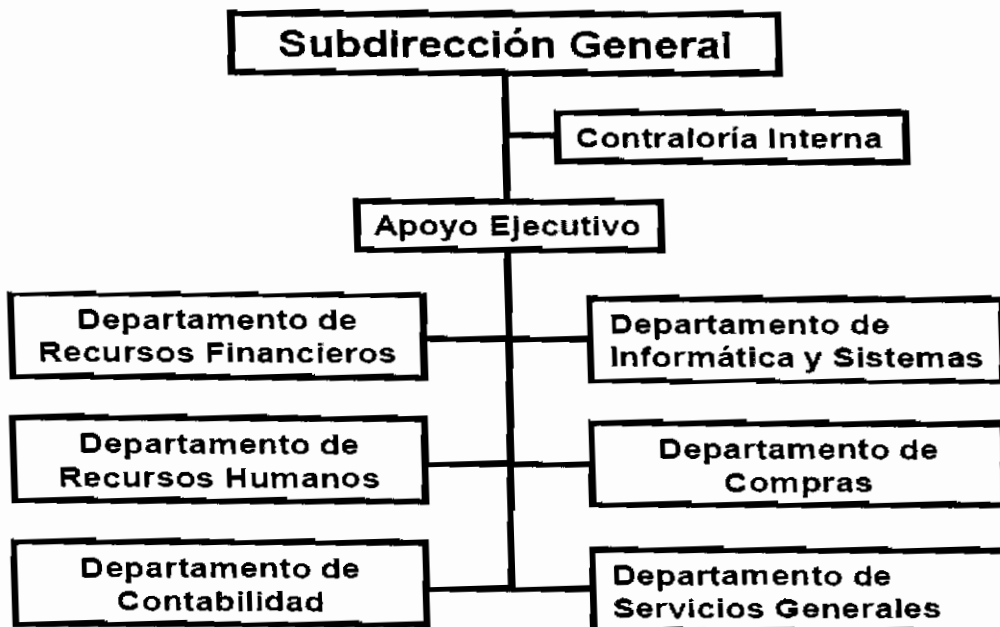 Subdirección General
Contraloría Interna
Apoyo Ejecutivo
Departamento de
Recursos Financieros
Departamento de
Informática y Sistemas
Departamento de
Recursos Humanos
Departamento de
Compras
Departamento de
Contabilidad
Departamento de
Servicios Generales